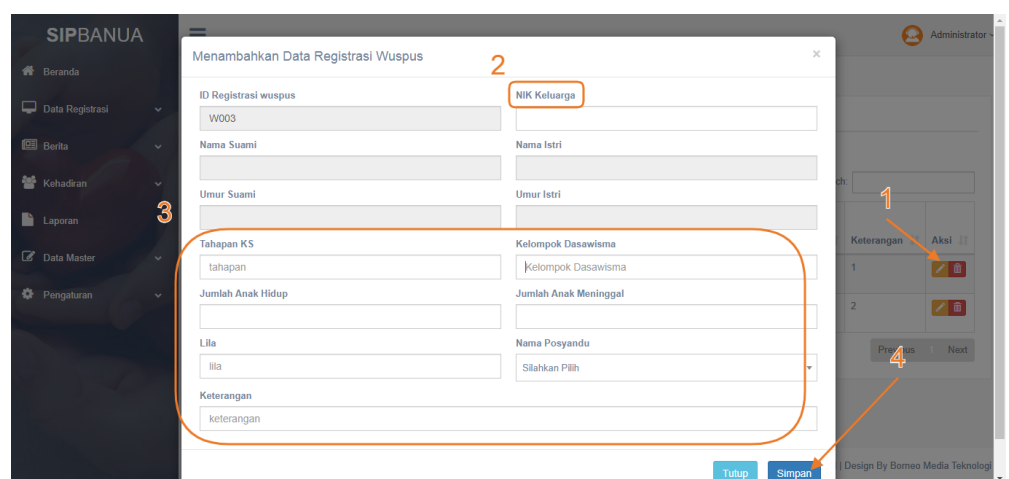 SIPBANUA
Administrator
Menambahkan Data Registrasi Wuspus
×
2
Beranda
ID Registrasi wuspus
NIK Keluarga
Data Registrasi
W003
Berita
Nama Suami
Nama Istri
Kehadiran
ch:
Umur Suami
Umur Istri
1
3
Laporan
Keterangan
Aksi
Tahapan KS
Kelompok Dasawisma
Data Master
tahapan
Kelompok Dasawisma
1
Pengaturan
Jumlah Anak Hidup
Jumlah Anak Meninggal
2
Lila
Nama Posyandu
Previous
1
Next
4
lila
Silahkan Pilih
Keterangan
keterangan
Tutup
Simpan
| Design By Borneo Media Teknologi